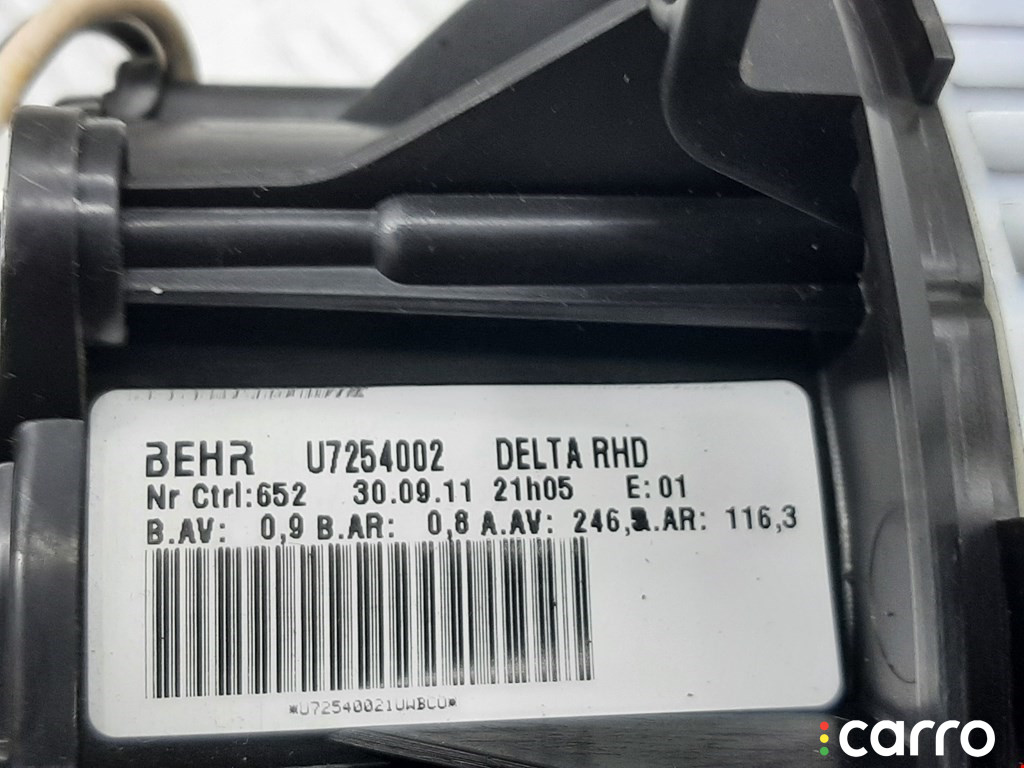 BEHR U7254002 DELTA RHD
Nr Ctrl:652 30.09.11 21h05 E:01
B.AV: 0,9 B.AR: 0,8 A.AV: 246, .AR: 116,3
*U72540021UWBCU*
carro